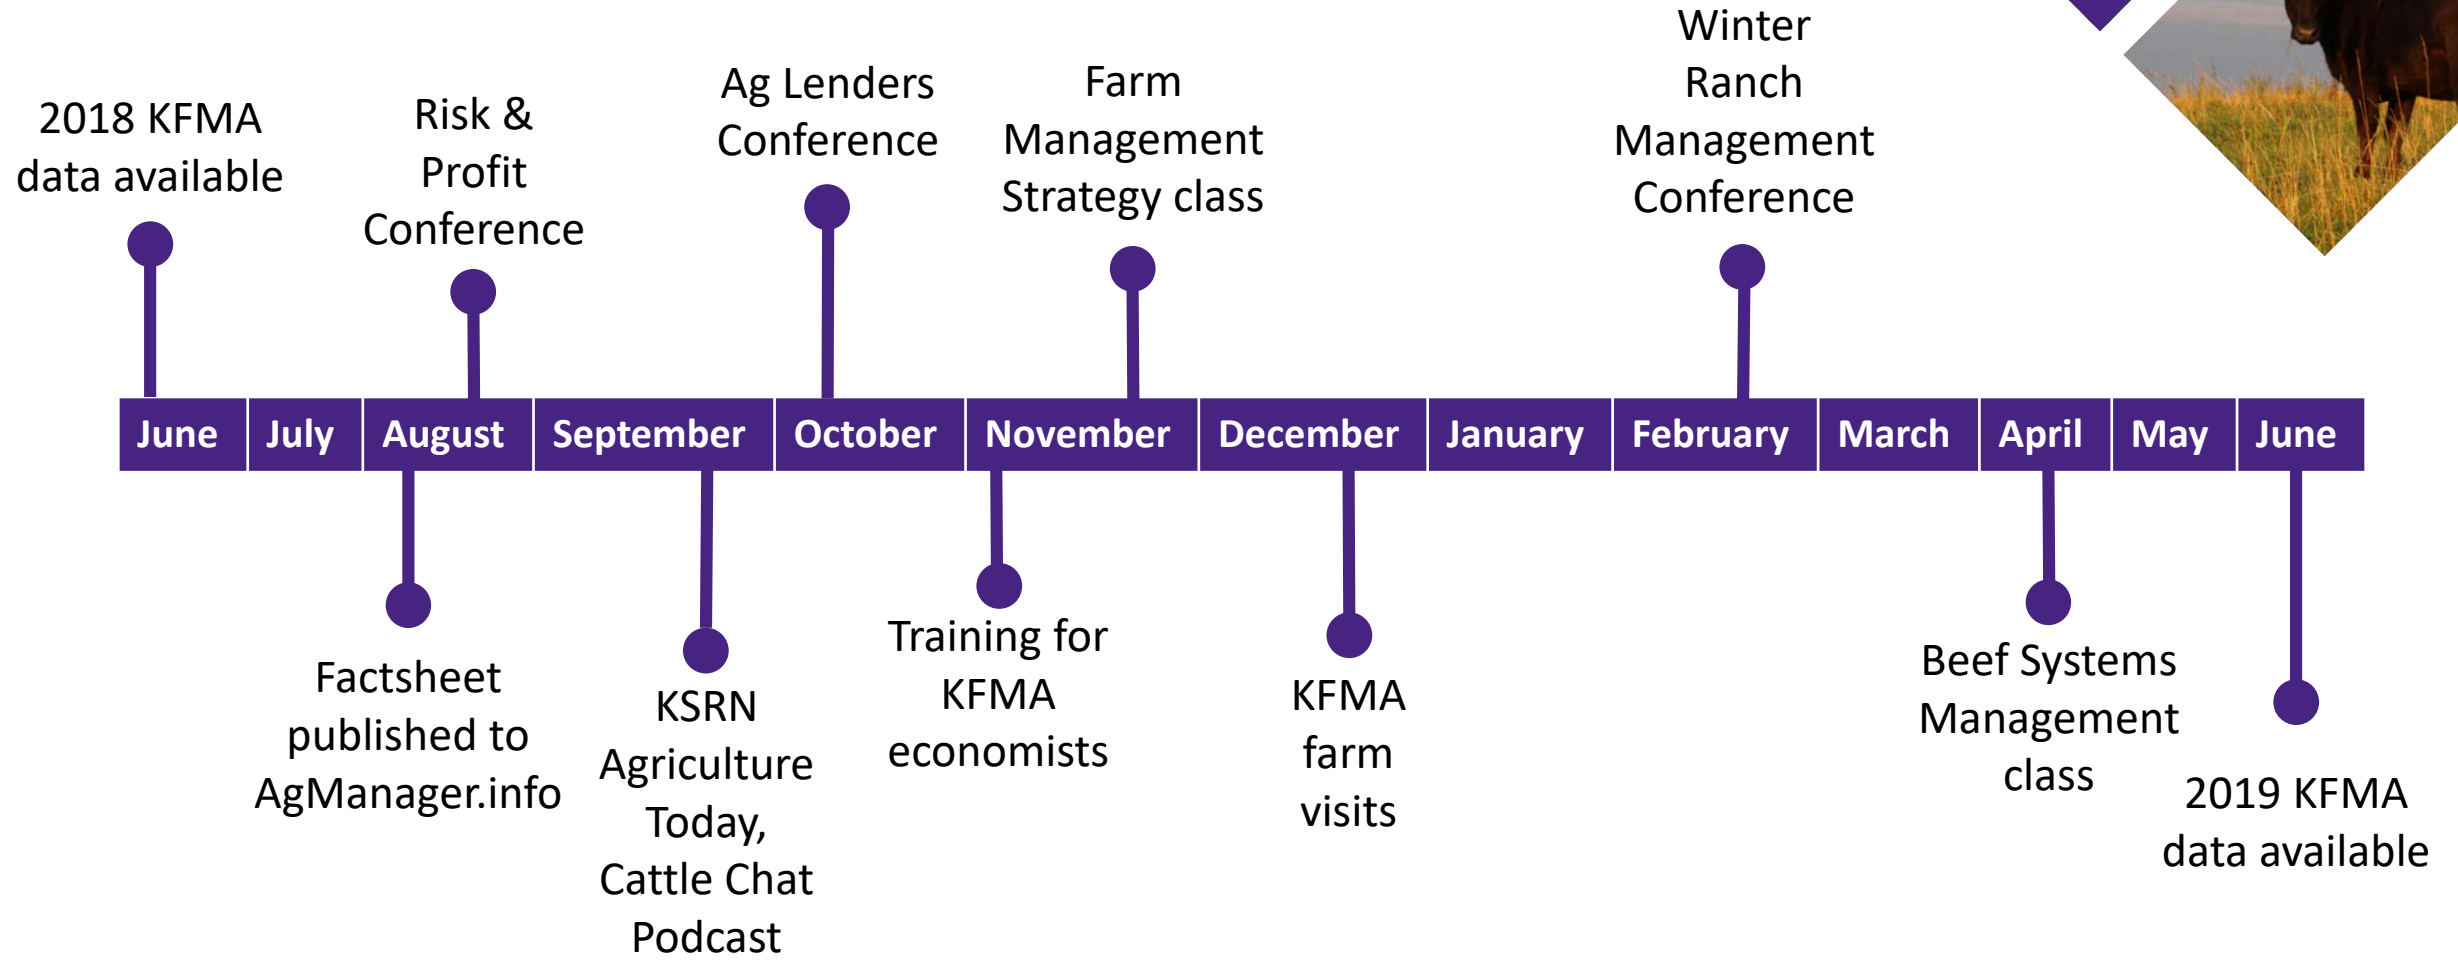 2018 KFMA
data available
Risk &
Profit
Conference
Ag Lenders
Conference
Farm
Management
Strategy class
Winter
Ranch
Management
Conference
June
July
August
September
October
November
December
January
February
March
April
May
June
Factsheet
published to
AgManager.info
KSRN
Agriculture
Today,
Cattle Chat
Podcast
Training for
KFMA
economists
KFMA
farm
visits
Beef Systems
Management
class
2019 KFMA
data available